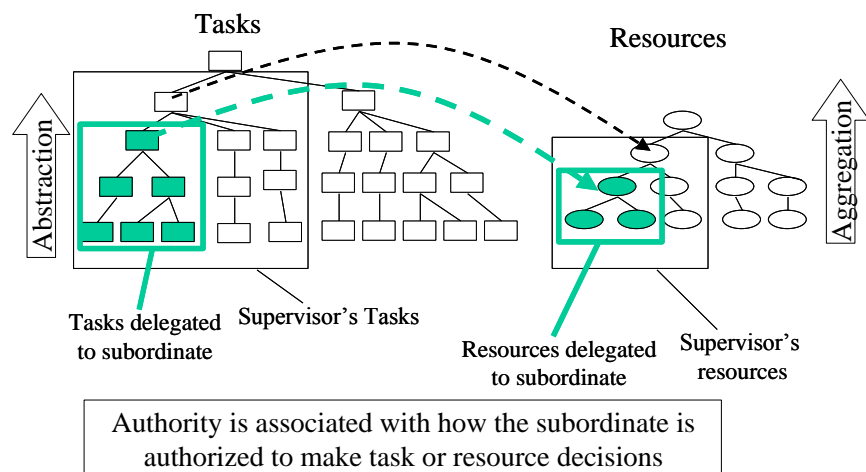 Tasks
Resources
Abstraction
Aggregation
Supervisor's Tasks
Tasks delegated
to subordinate
Resources delegated
to subordinate
Supervisor's
resources
Authority is associated with how the subordinate is
authorized to make task or resource decisions